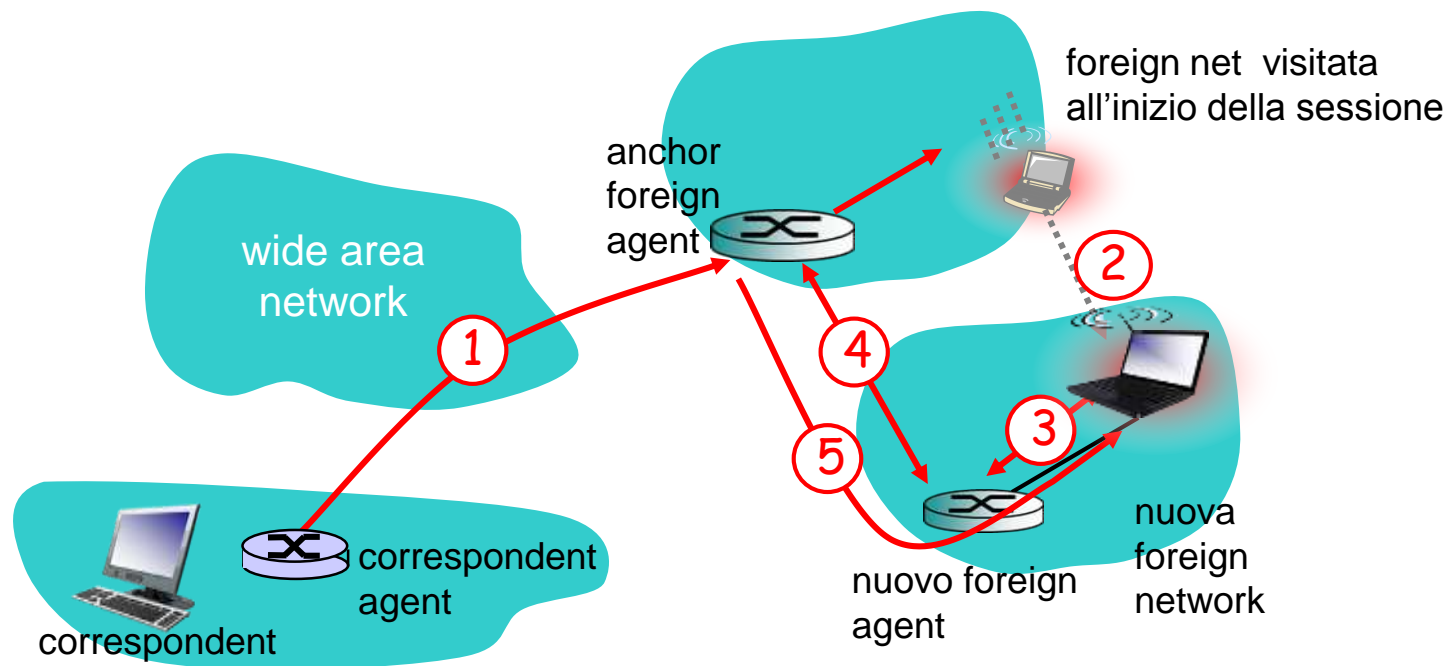 foreign net visitata
all'inizio della sessione
anchor
foreign
agent
wide area
network
2
1
4
3
5
correspondent
agent
correspondent
nuovo foreign
agent
nuova
foreign
network